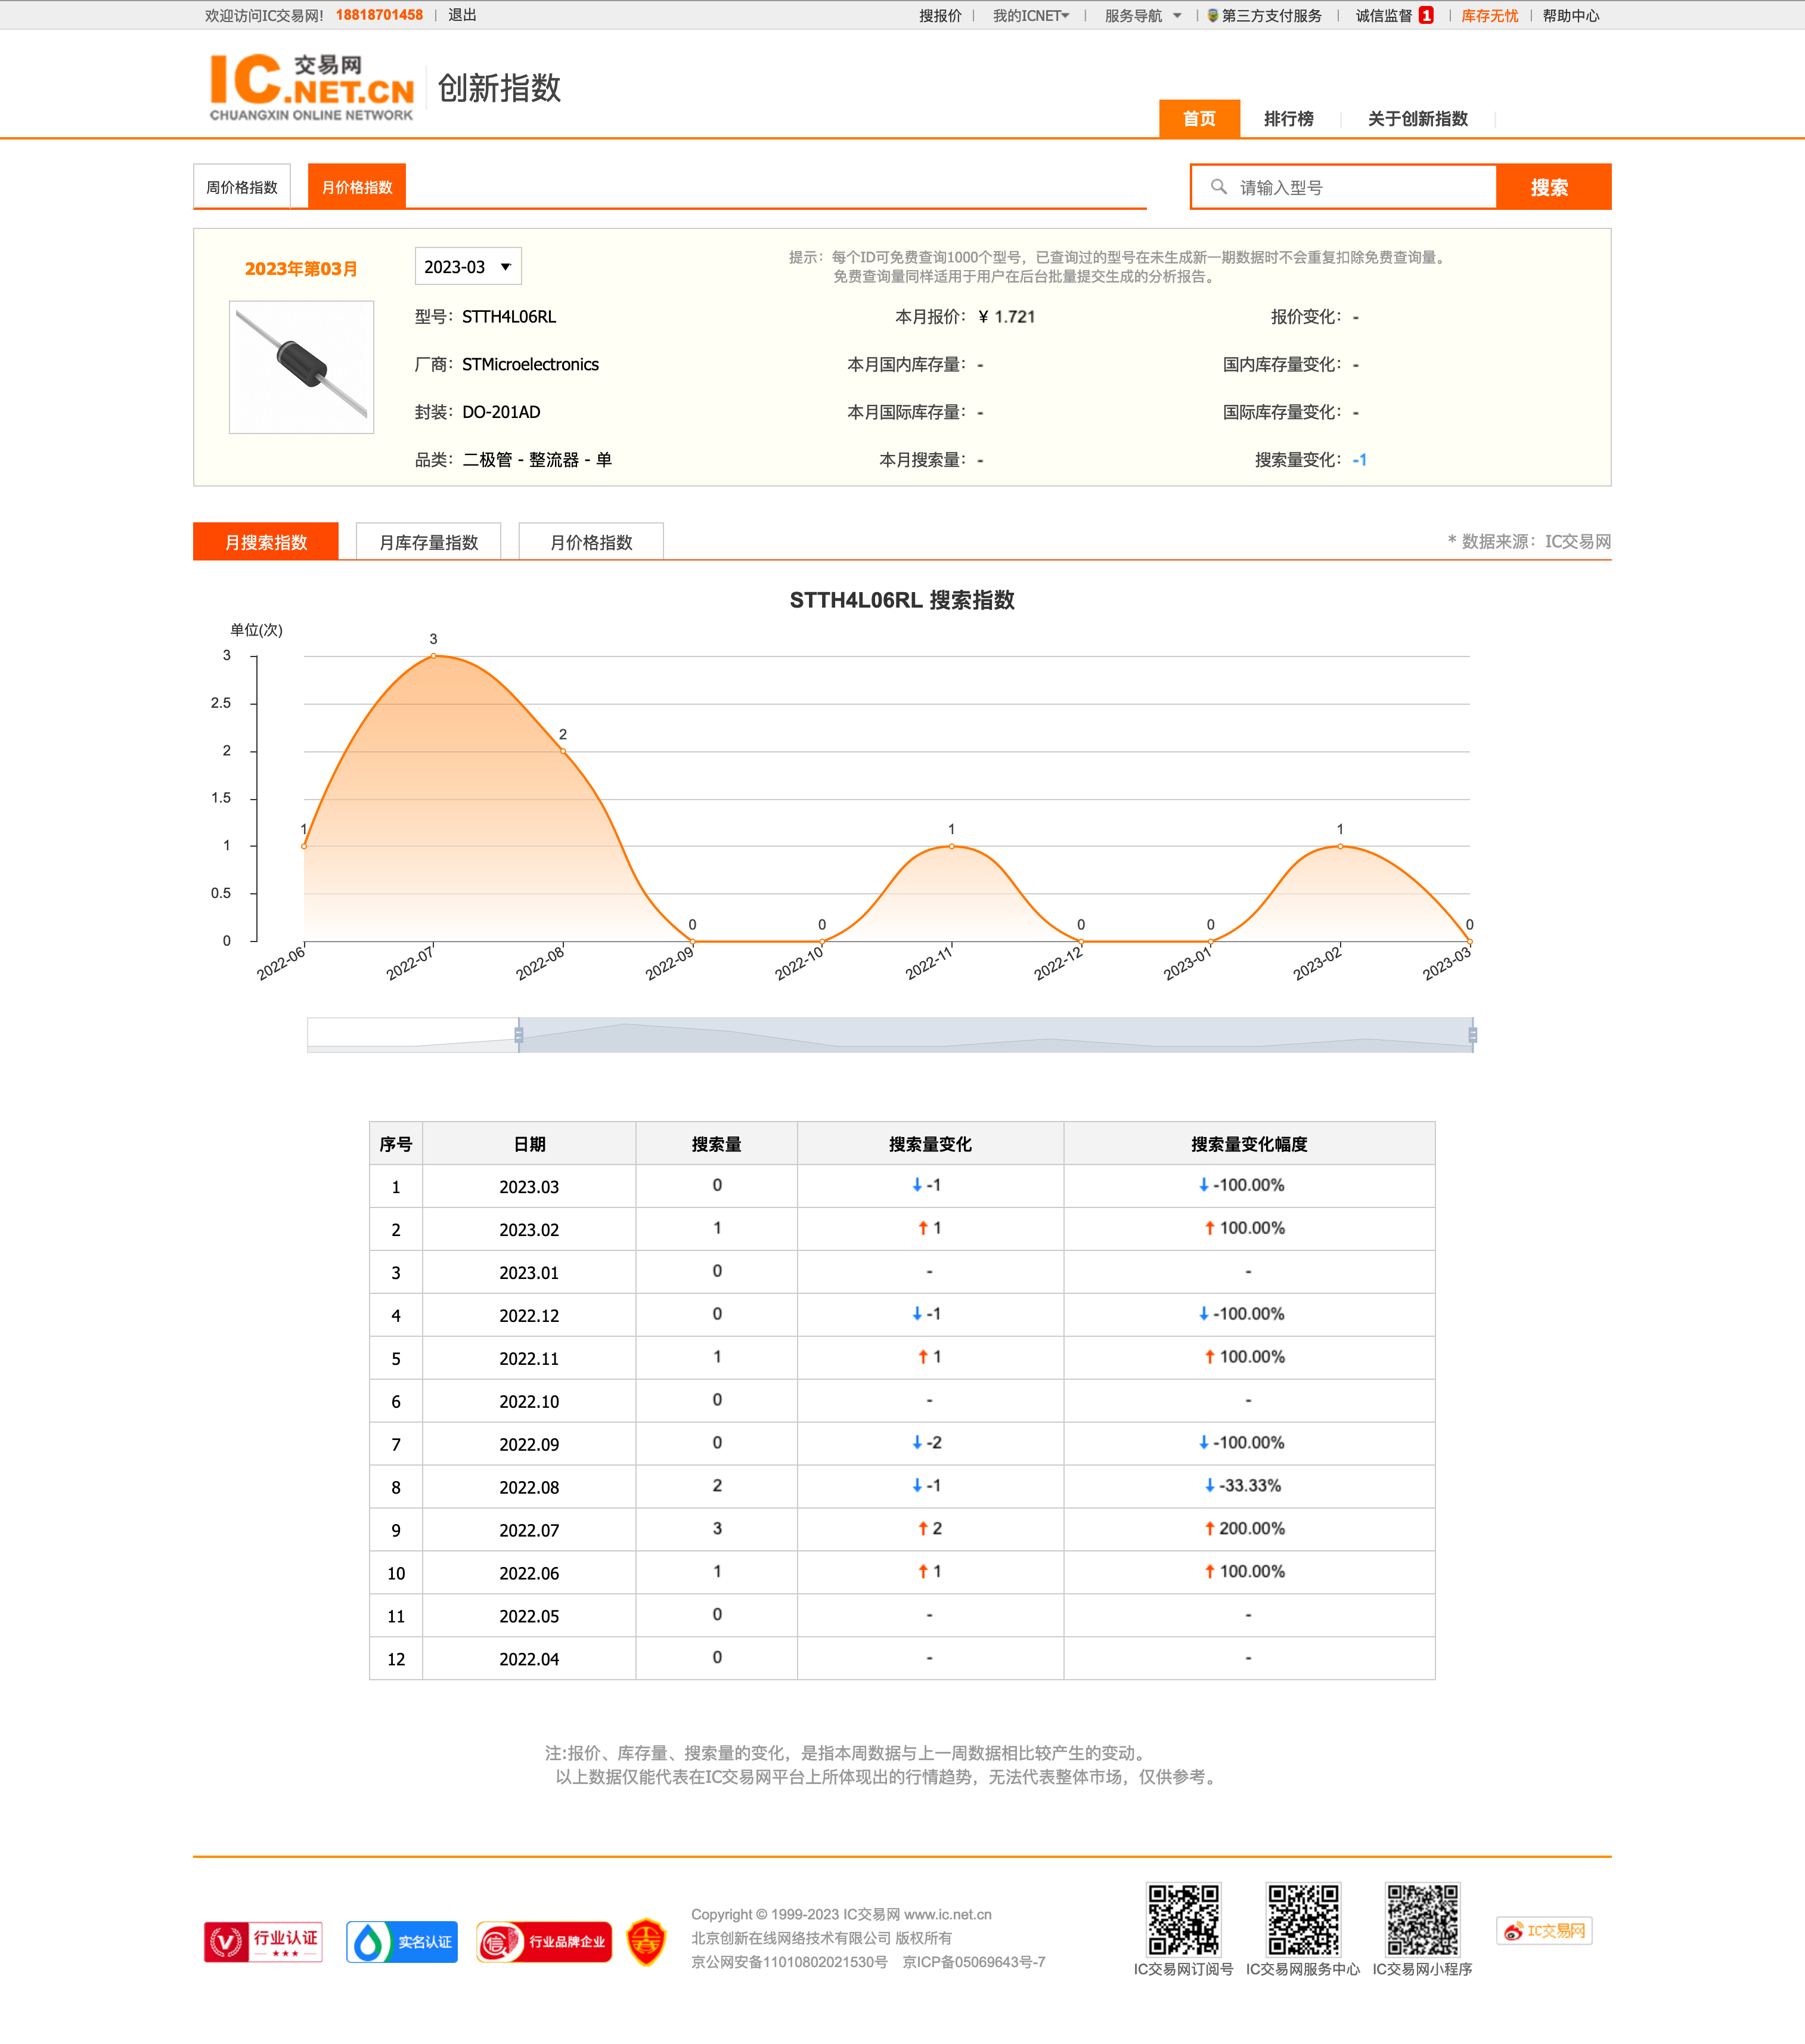 欢迎访问IC交易网! 18818701458 | 退出 搜报价 | 我的ICNET | 服务导航 | 第三方支付服务 | 诚信监督 1 | 库存无忧 | 帮助中心
IC交易网
.NET.CN
CHUANGXIN ONLINE NETWORK
创新指数
首页 排行榜 关于创新指数
周价格指数 月价格指数 请输入型号 搜索
2023年第03月 2023-03
提示：每个ID可免费查询1000个型号，已查询过的型号在未生成新一期数据时不会重复扣除免费查询量。
免费查询量同样适用于用户在后台批量提交生成的分析报告。
型号：STTH4L06RL 本月报价：¥ 1.721 报价变化：-
厂商：STMicroelectronics 本月国内库存量：- 国内库存量变化：-
封装：DO-201AD 本月国际库存量：- 国际库存量变化：-
品类：二极管 - 整流器 - 单 本月搜索量：- 搜索量变化：-1
月搜索指数 月库存量指数 月价格指数 * 数据来源：IC交易网
STTH4L06RL 搜索指数
单位(次)
3
2.5
2
1.5
1
0.5
0
1 3 2 0 0 1 0 0 1 0
2022-06 2022-07 2022-08 2022-09 2022-10 2022-11 2022-12 2023-01 2023-02 2023-03
序号 日期 搜索量 搜索量变化 搜索量变化幅度
1 2023.03 0 ↓ -1 ↓ -100.00%
2 2023.02 1 ↑ 1 ↑ 100.00%
3 2023.01 0 - -
4 2022.12 0 ↓ -1 ↓ -100.00%
5 2022.11 1 ↑ 1 ↑ 100.00%
6 2022.10 0 - -
7 2022.09 0 ↓ -2 ↓ -100.00%
8 2022.08 2 ↓ -1 ↓ -33.33%
9 2022.07 3 ↑ 2 ↑ 200.00%
10 2022.06 1 ↑ 1 ↑ 100.00%
11 2022.05 0 - -
12 2022.04 0 - -
注:报价、库存量、搜索量的变化，是指本周数据与上一周数据相比较产生的变动。
以上数据仅能代表在IC交易网平台上所体现出的行情趋势，无法代表整体市场，仅供参考。
行业认证
实名认证
信 行业品牌企业
Copyright © 1999-2023 IC交易网 www.ic.net.cn
北京创新在线网络技术有限公司 版权所有
京公网安备11010802021530号 京ICP备05069643号-7
IC交易网订阅号 IC交易网服务中心 IC交易网小程序
IC交易网